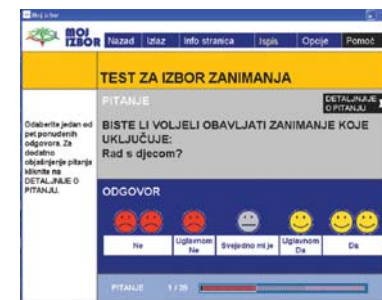 Moj izbor
MOJ
IZBOR
Nazad Izlaz Info stranica Ispis Opcije Pomoć
TEST ZA IZBOR ZANIMANJA
PITANJE
DETALJNIJE
O PITANJU
Odaberite jedan od
pet ponuđenih
odgovora. Za
dodatno
objašnjenje pitanja
kliknite na
DETALJNIJE O
PITANJU.
BISTE LI VOLJELI OBAVLJATI ZANIMANJE KOJE
UKLJUČUJE:
Rad s djecom?
ODGOVOR
Ne
Uglavnom
Ne
Svejedno mi je
Uglavnom
Da
Da
PITANJE